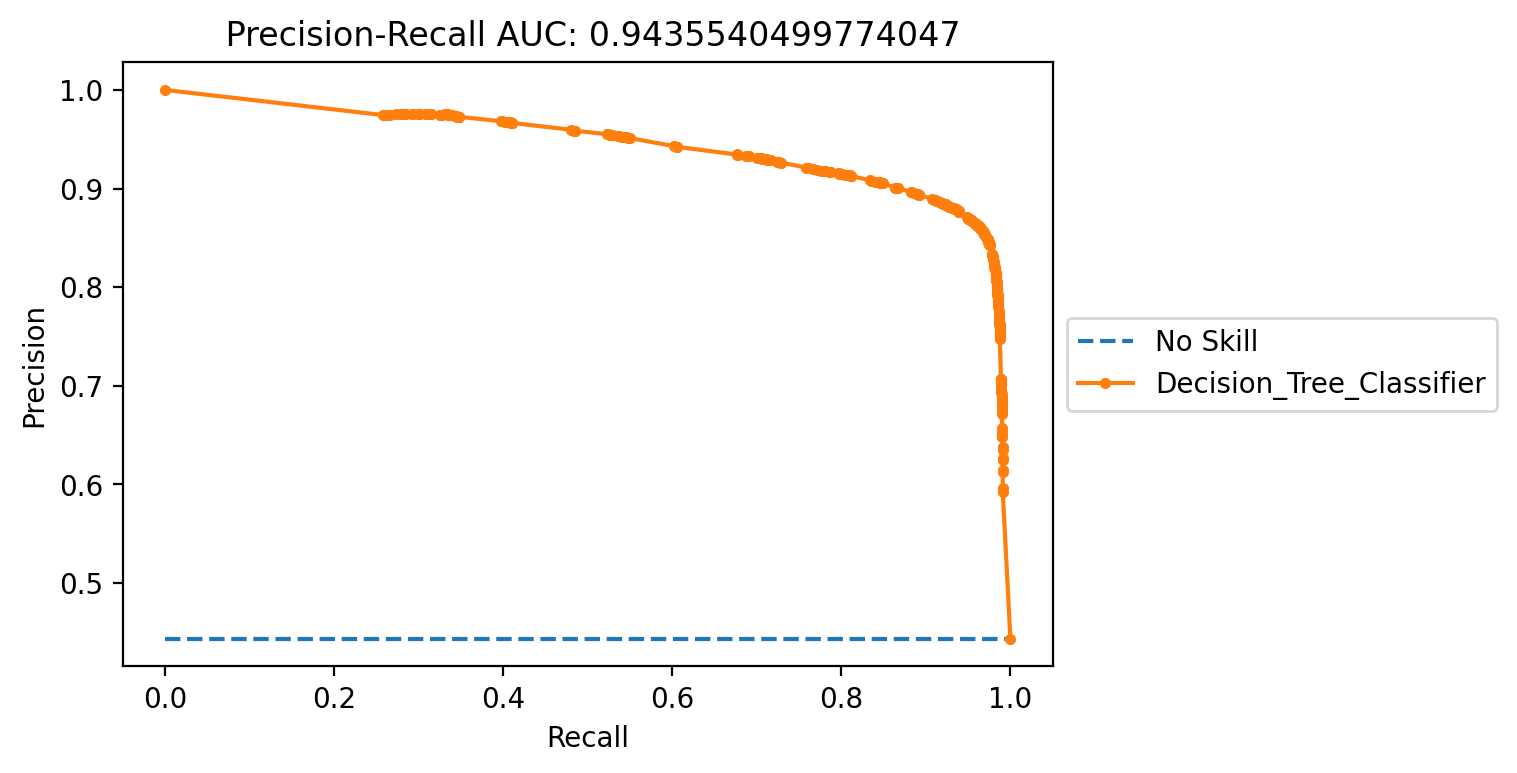 Precision-Recall AUC: 0.9435540499774047
1.0
0.9
0.8
0.7
0.6
0.5
Precision
0.0 0.2 0.4 0.6 0.8 1.0
Recall
No Skill
Decision_Tree_Classifier